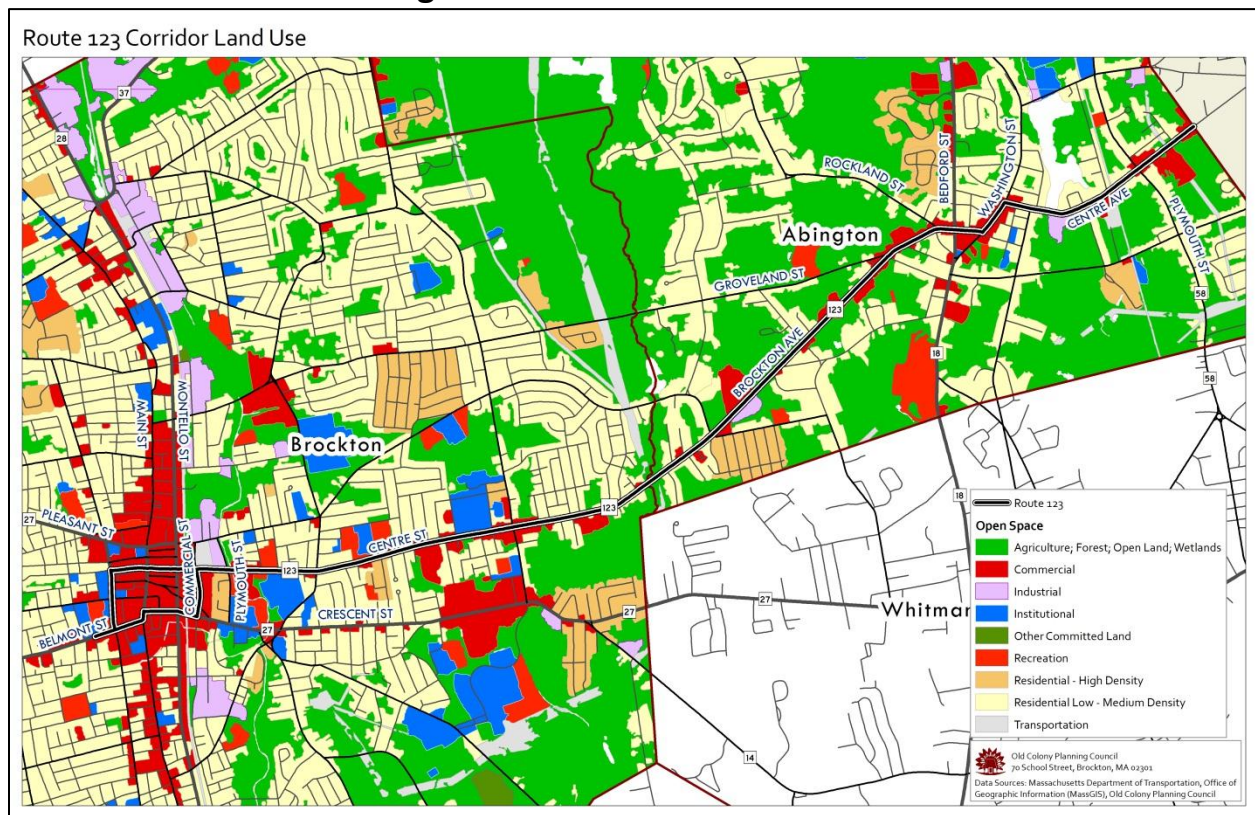 Route 123 Corridor Land Use
37
28
ROCKLAND ST
BEDFORD ST
WASHINGTON ST
CENTRE AVE
PLYMOUTH ST
Abington
GROVELAND ST
58
123
BROCKTON AVE
18
58
MAIN ST
MONTELLO ST
Brockton
27
PLEASANT ST
COMMERCIAL ST
PLYMOUTH ST
CENTRE ST
123
123
BELMONT ST
27
CRESCENT ST
27
27
18
14
Whitman
Route 123
Open Space
Agriculture; Forest; Open Land; Wetlands
Commercial
Industrial
Institutional
Other Committed Land
Recreation
Residential - High Density
Residential Low - Medium Density
Transportation
Old Colony Planning Council
70 School Street, Brockton, MA 02301
Data Sources: Massachusetts Department of Transportation, Office of
Geographic Information (MassGIS), Old Colony Planning Council